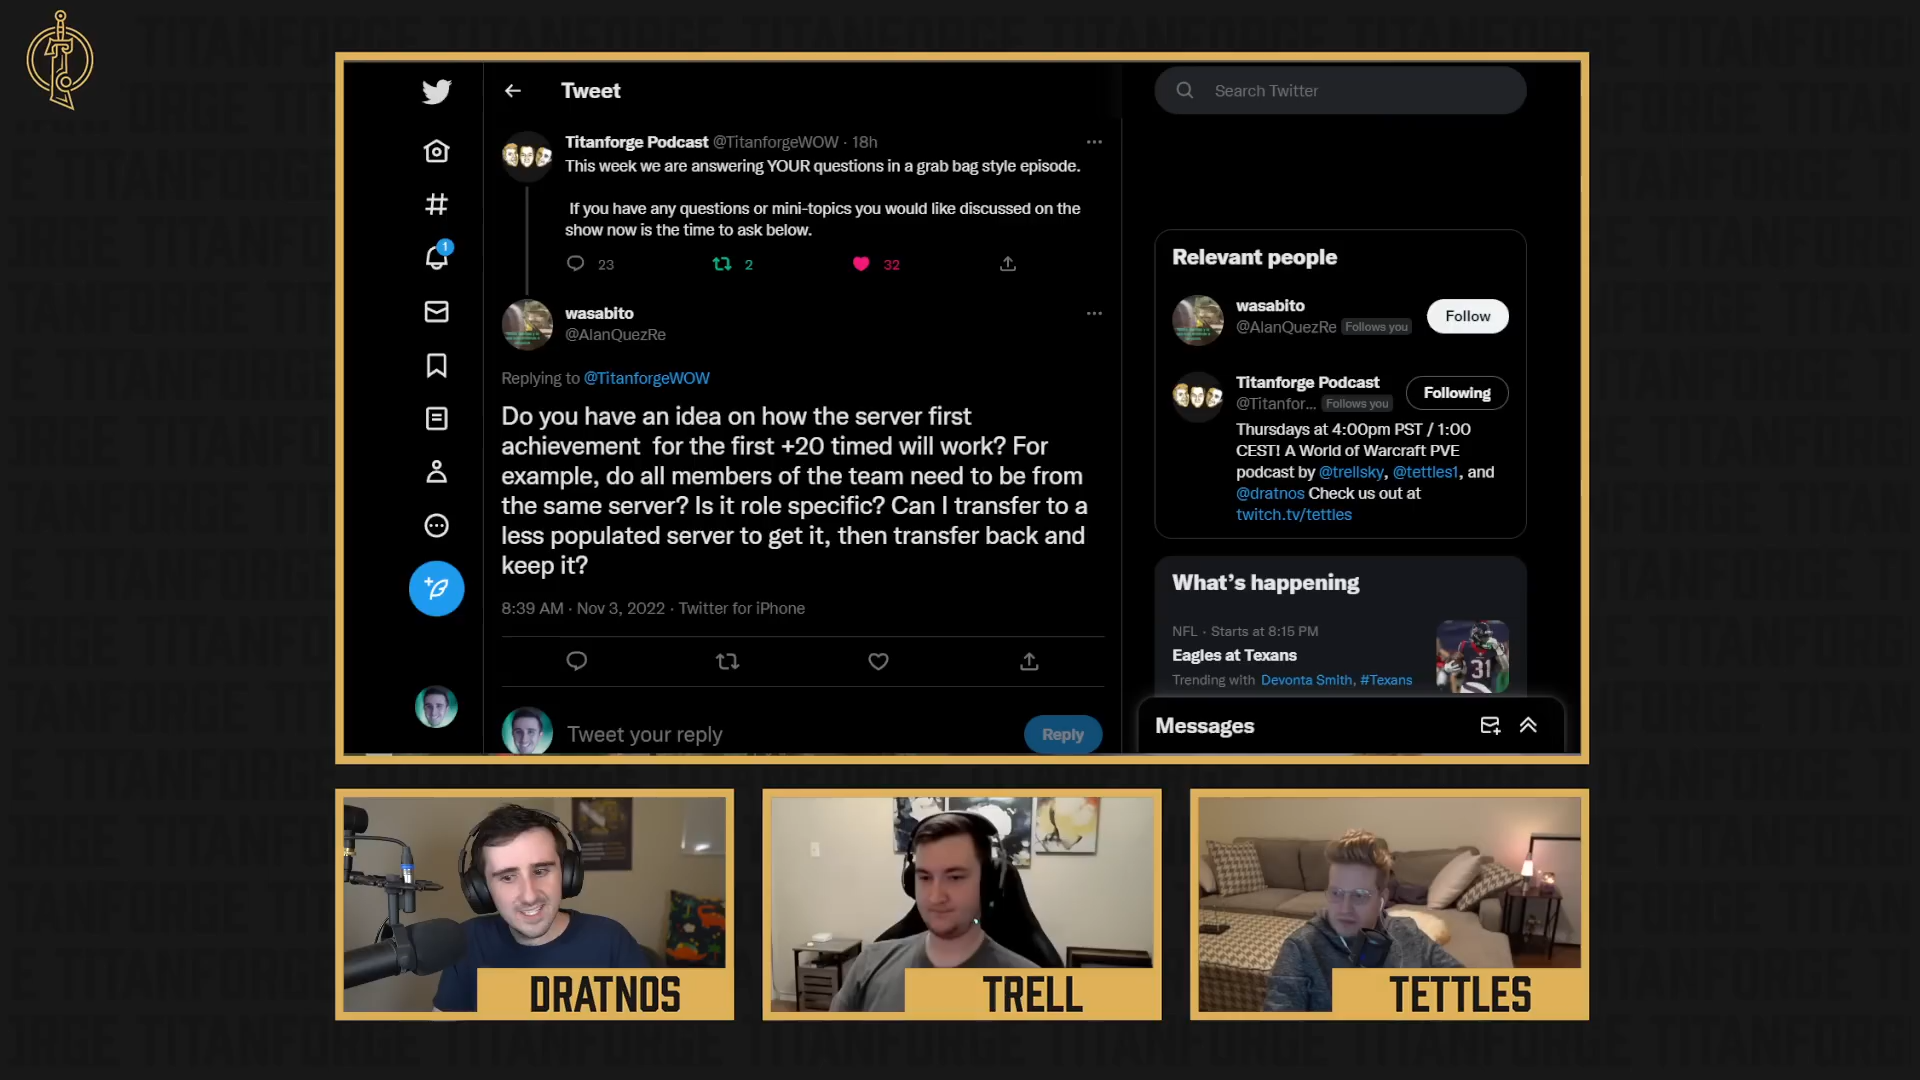 Tweet
Search Twitter
Titanforge Podcast @TitanforgeWOW · 18h
This week we are answering YOUR questions in a grab bag style episode.
If you have any questions or mini-topics you would like discussed on the
show now is the time to ask below.
23
2
32
1
wasabito
@AlanQuezRe
Replying to @TitanforgeWOW
Do you have an idea on how the server first
achievement for the first +20 timed will work? For
example, do all members of the team need to be from
the same server? Is it role specific? Can I transfer to a
less populated server to get it, then transfer back and
keep it?
8:39 AM · Nov 3, 2022 · Twitter for iPhone
Tweet your reply
Reply
Relevant people
wasabito
@AlanQuezRe Follows you
Follow
Titanforge Podcast
@Titanfor... Follows you
Following
Thursdays at 4:00pm PST / 1:00
CEST! A World of Warcraft PVE
podcast by @trellsky, @tettles1, and
@dratnos Check us out at
twitch.tv/tettles
What's happening
NFL · Starts at 8:15 PM
Eagles at Texans
Trending with Devonta Smith, #Texans
31
Messages
DRATNOS
TRELL
TETTLES